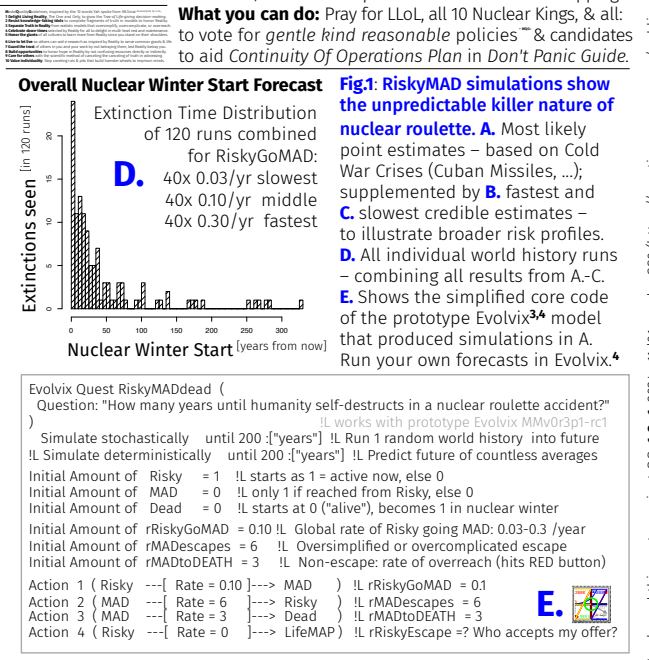 What you can do: Pray for LLoL, all 10 Nuclear Kings, & all:
to vote for gentle kind reasonable policies & candidates
to aid Continuity Of Operations Plan in Don't Panic Guide.
Overall Nuclear Winter Start Forecast
Extinctions seen [in 120 runs]
20
15
10
5
0
Extinction Time Distribution
of 120 runs combined
for RiskyGoMAD:
D.
40x 0.03/yr slowest
40x 0.10/yr middle
40x 0.30/yr fastest
0 50 100 150 200 250 300
Nuclear Winter Start [years from now]
Fig.1: RiskyMAD simulations show
the unpredictable killer nature of
nuclear roulette. A. Most likely
point estimates – based on Cold
War Crises (Cuban Missiles, ...);
supplemented by B. fastest and
C. slowest credible estimates –
to illustrate broader risk profiles.
D. All individual world history runs
– combining all results from A.-C.
E. Shows the simplified core code
of the prototype Evolvix3,4 model
that produced simulations in A.
Run your own forecasts in Evolvix.4
Evolvix Quest RiskyMADdead (
Question: "How many years until humanity self-destructs in a nuclear roulette accident?"
) !L works with prototype Evolvix MMv0r3p1-rc1
Simulate stochastically until 200 :["years"] !L Run 1 random world history into future
!L Simulate deterministically until 200 :["years"] !L Predict future of countless averages
Initial Amount of Risky = 1 !L starts as 1 = active now, else 0
Initial Amount of MAD = 0 !L only 1 if reached from Risky, else 0
Initial Amount of Dead = 0 !L starts at 0 ("alive"), becomes 1 in nuclear winter
Initial Amount of rRiskyGoMAD = 0.10 !L Global rate of Risky going MAD: 0.03-0.3 /year
Initial Amount of rMADescapes = 6 !L Oversimplified or overcomplicated escape
Initial Amount of rMADtoDEATH = 3 !L Non-escape: rate of overreach (hits RED button)
Action 1 ( Risky ---[ Rate = 0.10 ]---> MAD ) !L rRiskyGoMAD = 0.1
Action 2 ( MAD ---[ Rate = 6 ]---> Risky ) !L rMADescapes = 6
Action 3 ( MAD ---[ Rate = 3 ]---> Dead ) !L rMADtoDEATH = 3
Action 4 ( Risky ---[ Rate = 0 ]---> LifeMAP ) !L rRiskyEscape =? Who accepts my offer?
E.